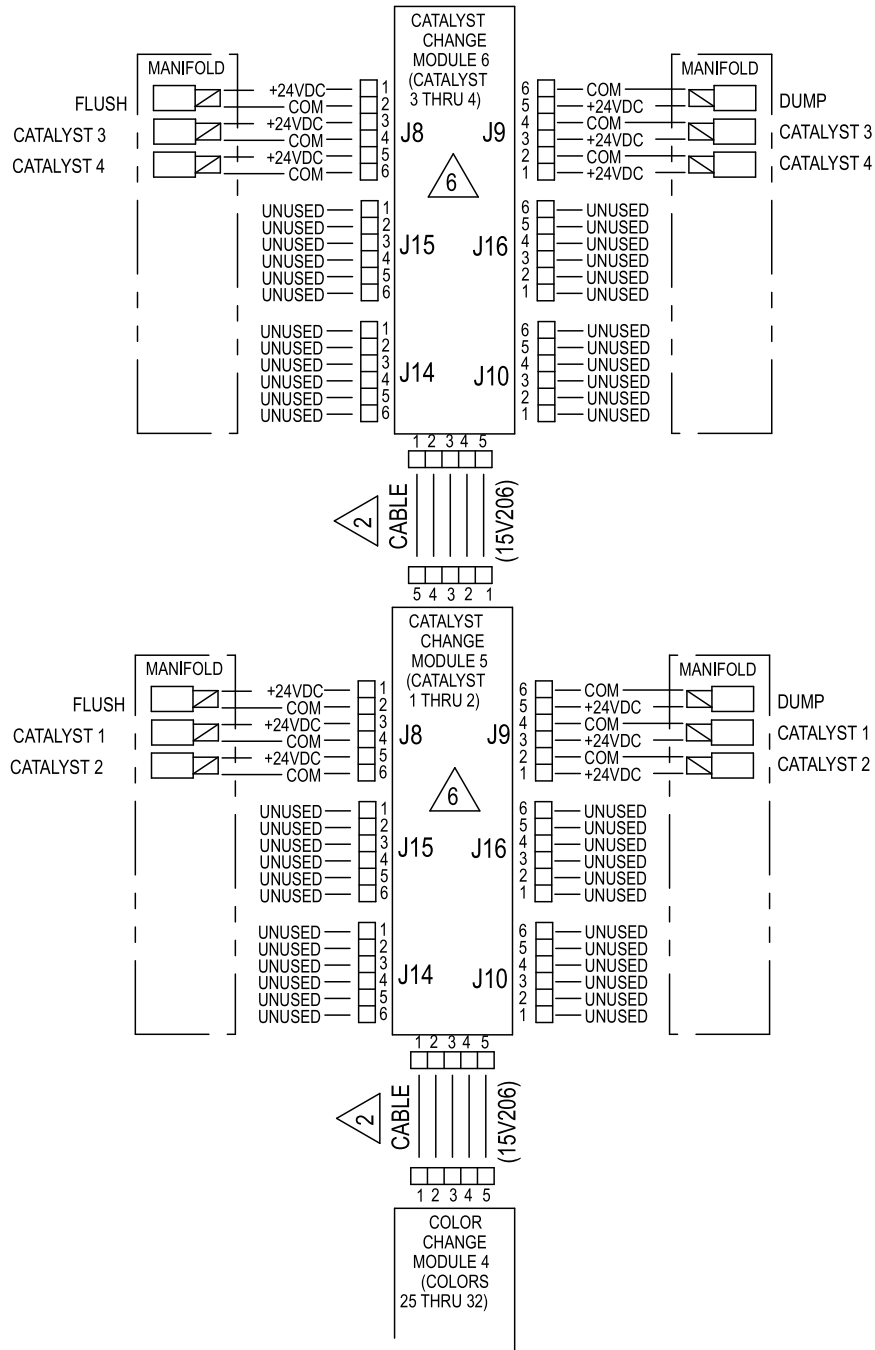 CATALYST
CHANGE
MODULE 6
(CATALYST
3 THRU 4)
MANIFOLD
FLUSH
CATALYST 3
CATALYST 4
+24VDC
COM
+24VDC
COM
+24VDC
COM
1
2
3
4
5
6
J8
J9
6
6
5
4
3
2
1
COM
+24VDC
COM
+24VDC
COM
+24VDC
MANIFOLD
DUMP
CATALYST 3
CATALYST 4
UNUSED 1
UNUSED 2
UNUSED 3
UNUSED 4
UNUSED 5
UNUSED 6
J15
J16
6 UNUSED
5 UNUSED
4 UNUSED
3 UNUSED
2 UNUSED
1 UNUSED
UNUSED 1
UNUSED 2
UNUSED 3
UNUSED 4
UNUSED 5
UNUSED 6
J14
J10
6 UNUSED
5 UNUSED
4 UNUSED
3 UNUSED
2 UNUSED
1 UNUSED
1 2 3 4 5
2
CABLE
(15V206)
5 4 3 2 1
CATALYST
CHANGE
MODULE 5
(CATALYST
1 THRU 2)
MANIFOLD
FLUSH
CATALYST 1
CATALYST 2
+24VDC
COM
+24VDC
COM
+24VDC
COM
1
2
3
4
5
6
J8
J9
6
6
5
4
3
2
1
COM
+24VDC
COM
+24VDC
COM
+24VDC
MANIFOLD
DUMP
CATALYST 1
CATALYST 2
UNUSED 1
UNUSED 2
UNUSED 3
UNUSED 4
UNUSED 5
UNUSED 6
J15
J16
6 UNUSED
5 UNUSED
4 UNUSED
3 UNUSED
2 UNUSED
1 UNUSED
UNUSED 1
UNUSED 2
UNUSED 3
UNUSED 4
UNUSED 5
UNUSED 6
J14
J10
6 UNUSED
5 UNUSED
4 UNUSED
3 UNUSED
2 UNUSED
1 UNUSED
1 2 3 4 5
2
CABLE
(15V206)
1 2 3 4 5
COLOR
CHANGE
MODULE 4
(COLORS
25 THRU 32)